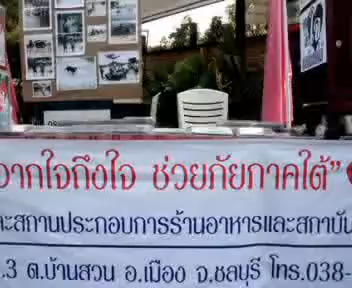 จากใจถึงใจ ช่วยภัยภาคใต้"
ละสถานประกอบการร้านอาหารและสถาบัน
.3 ต.บ้านสวน อ.เมือง จ.ชลบุรี โทร.038-